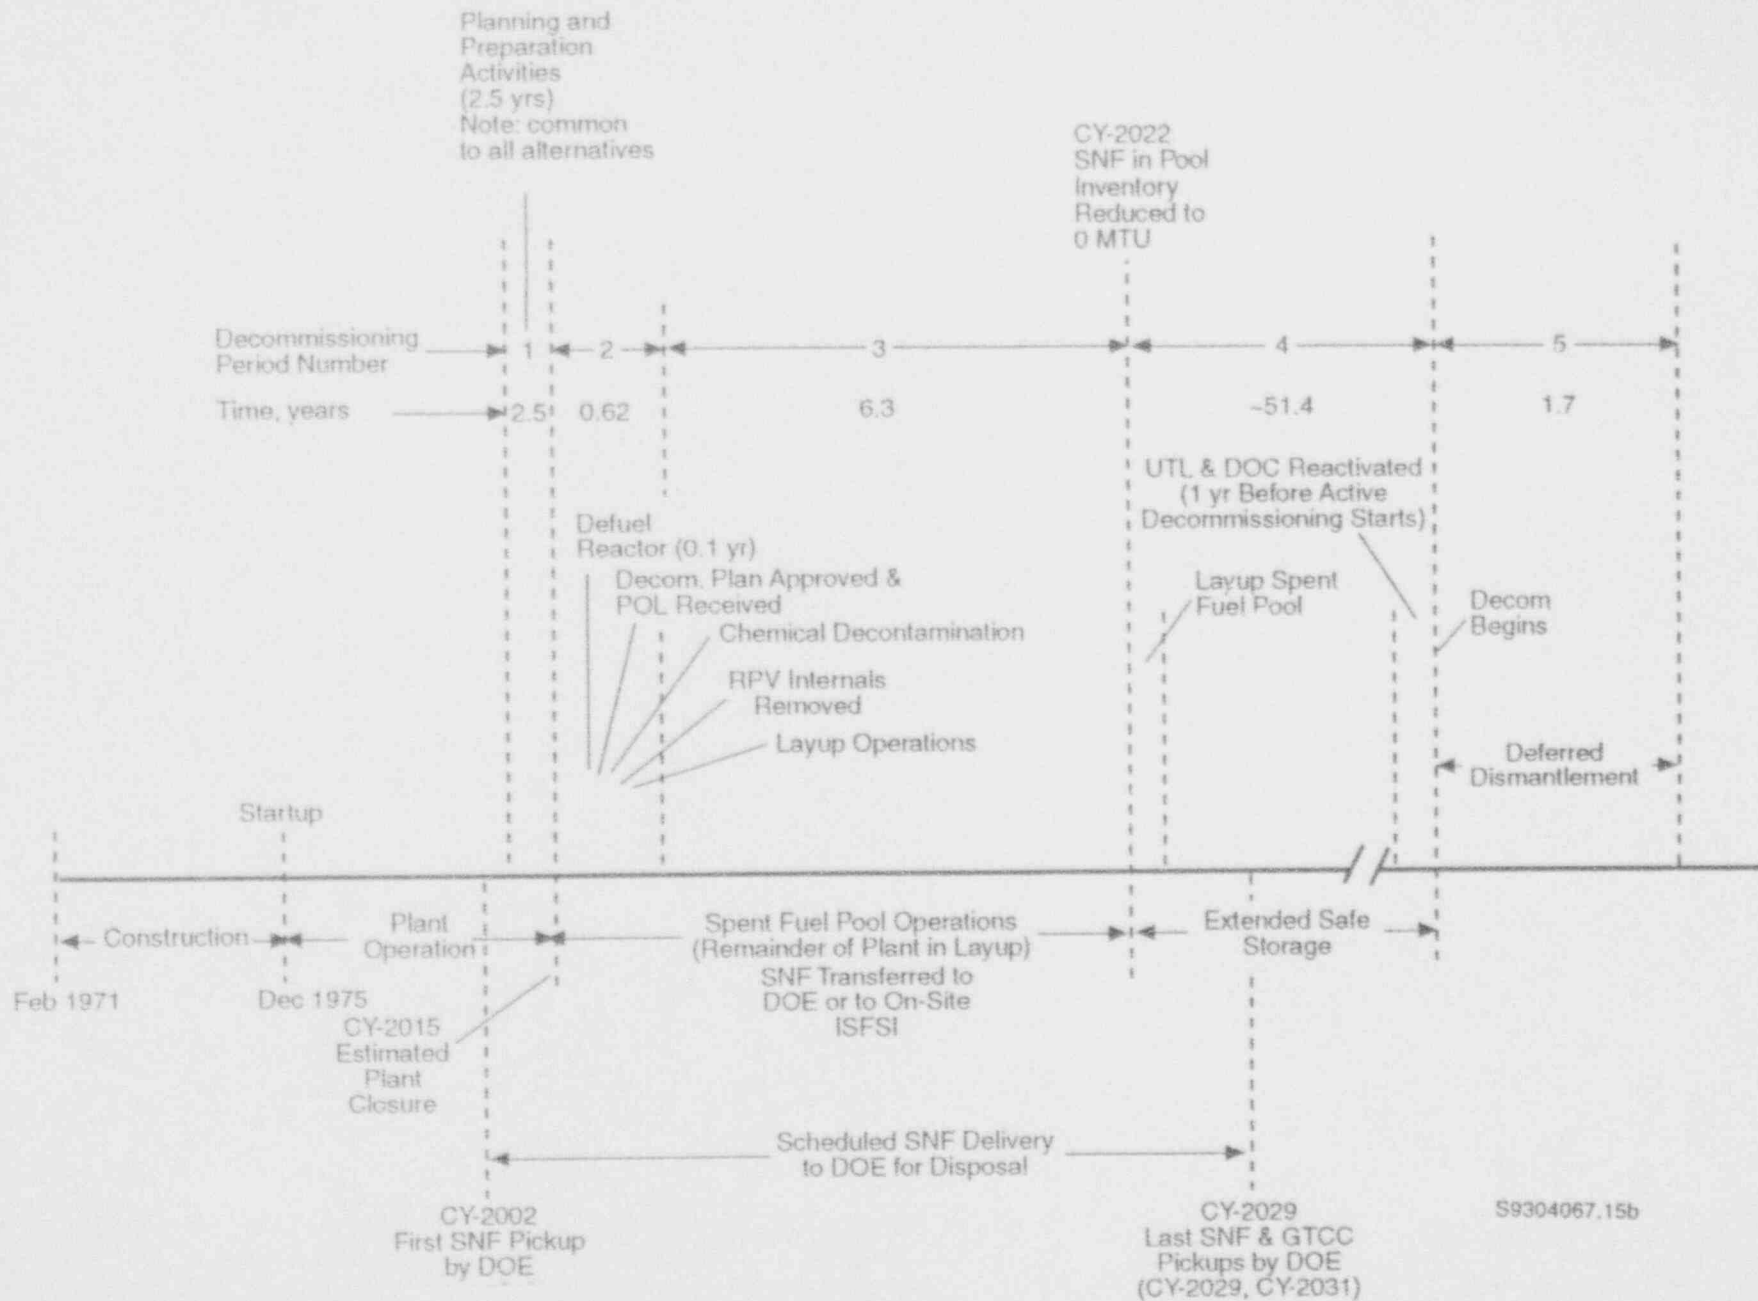 Planning and
Preparation
Activities
(2.5 yrs)
Note: common
to all alternatives
CY-2022
SNF in Pool
Inventory
Reduced to
0 MTU
Decommissioning
Period Number
1
2
3
4
5
Time, years
2.5
0.62
6.3
~51.4
1.7
UTL & DOC Reactivated
(1 yr Before Active
Decommissioning Starts)
Defuel
Reactor (0.1 yr)
Decom. Plan Approved &
POL Received
Chemical Decontamination
RPV Internals
Removed
Layup Operations
Layup Spent
Fuel Pool
Decom
Begins
Deferred
Dismantlement
Startup
Construction
Plant
Operation
Spent Fuel Pool Operations
(Remainder of Plant in Layup)
SNF Transferred to
DOE or to On-Site
ISFSI
Extended Safe
Storage
Feb 1971
Dec 1975
CY-2015
Estimated
Plant
Closure
Scheduled SNF Delivery
to DOE for Disposal
CY-2002
First SNF Pickup
by DOE
CY-2029
Last SNF & GTCC
Pickups by DOE
(CY-2029, CY-2031)
S9304067.15b